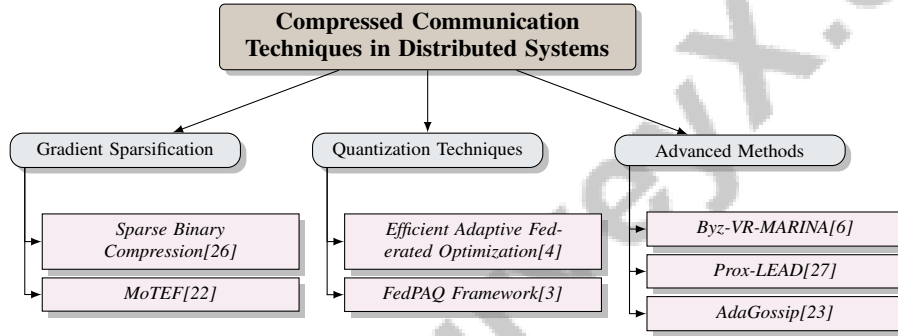 Compressed Communication
Techniques in Distributed Systems
Gradient Sparsification
Quantization Techniques
Advanced Methods
Sparse Binary
Compression[26]
MoTEF[22]
Efficient Adaptive Fed-
erated Optimization[4]
FedPAQ Framework[3]
Byz-VR-MARINA[6]
Prox-LEAD[27]
AdaGossip[23]